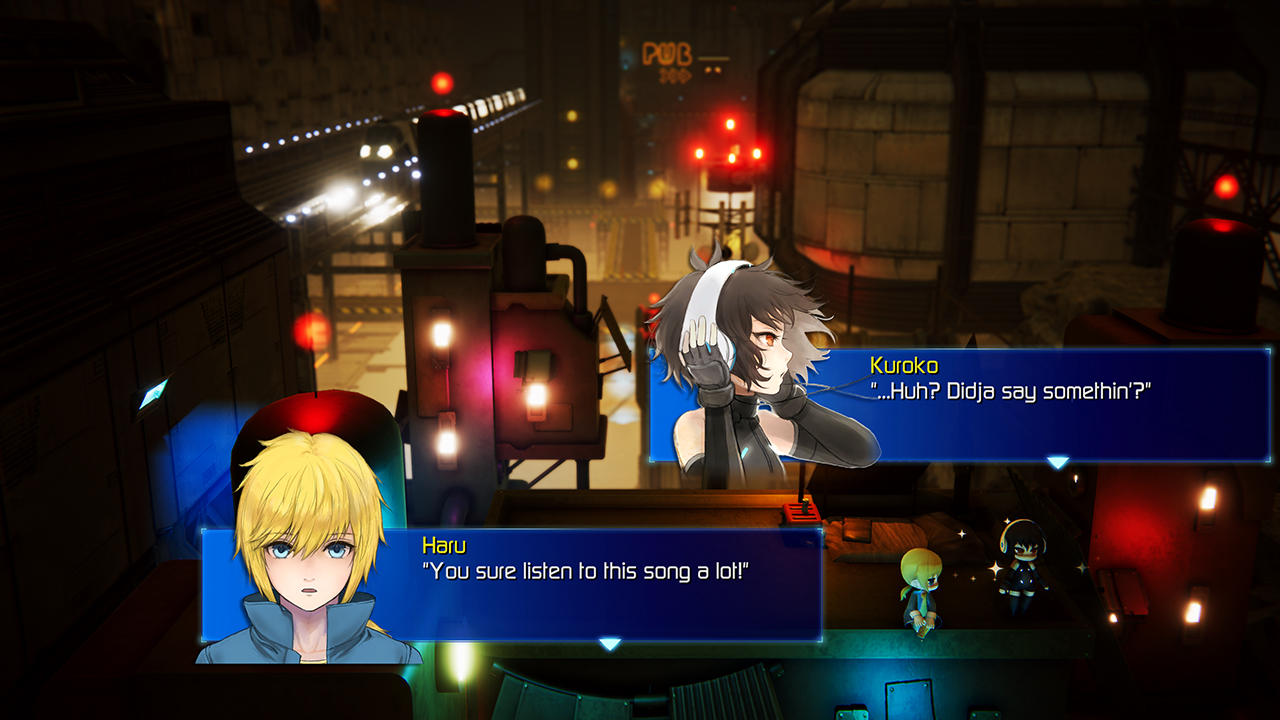 PUB
>>>
Kuroko
“...Huh? Didja say somethin’?”
Haru
“You sure listen to this song a lot!”